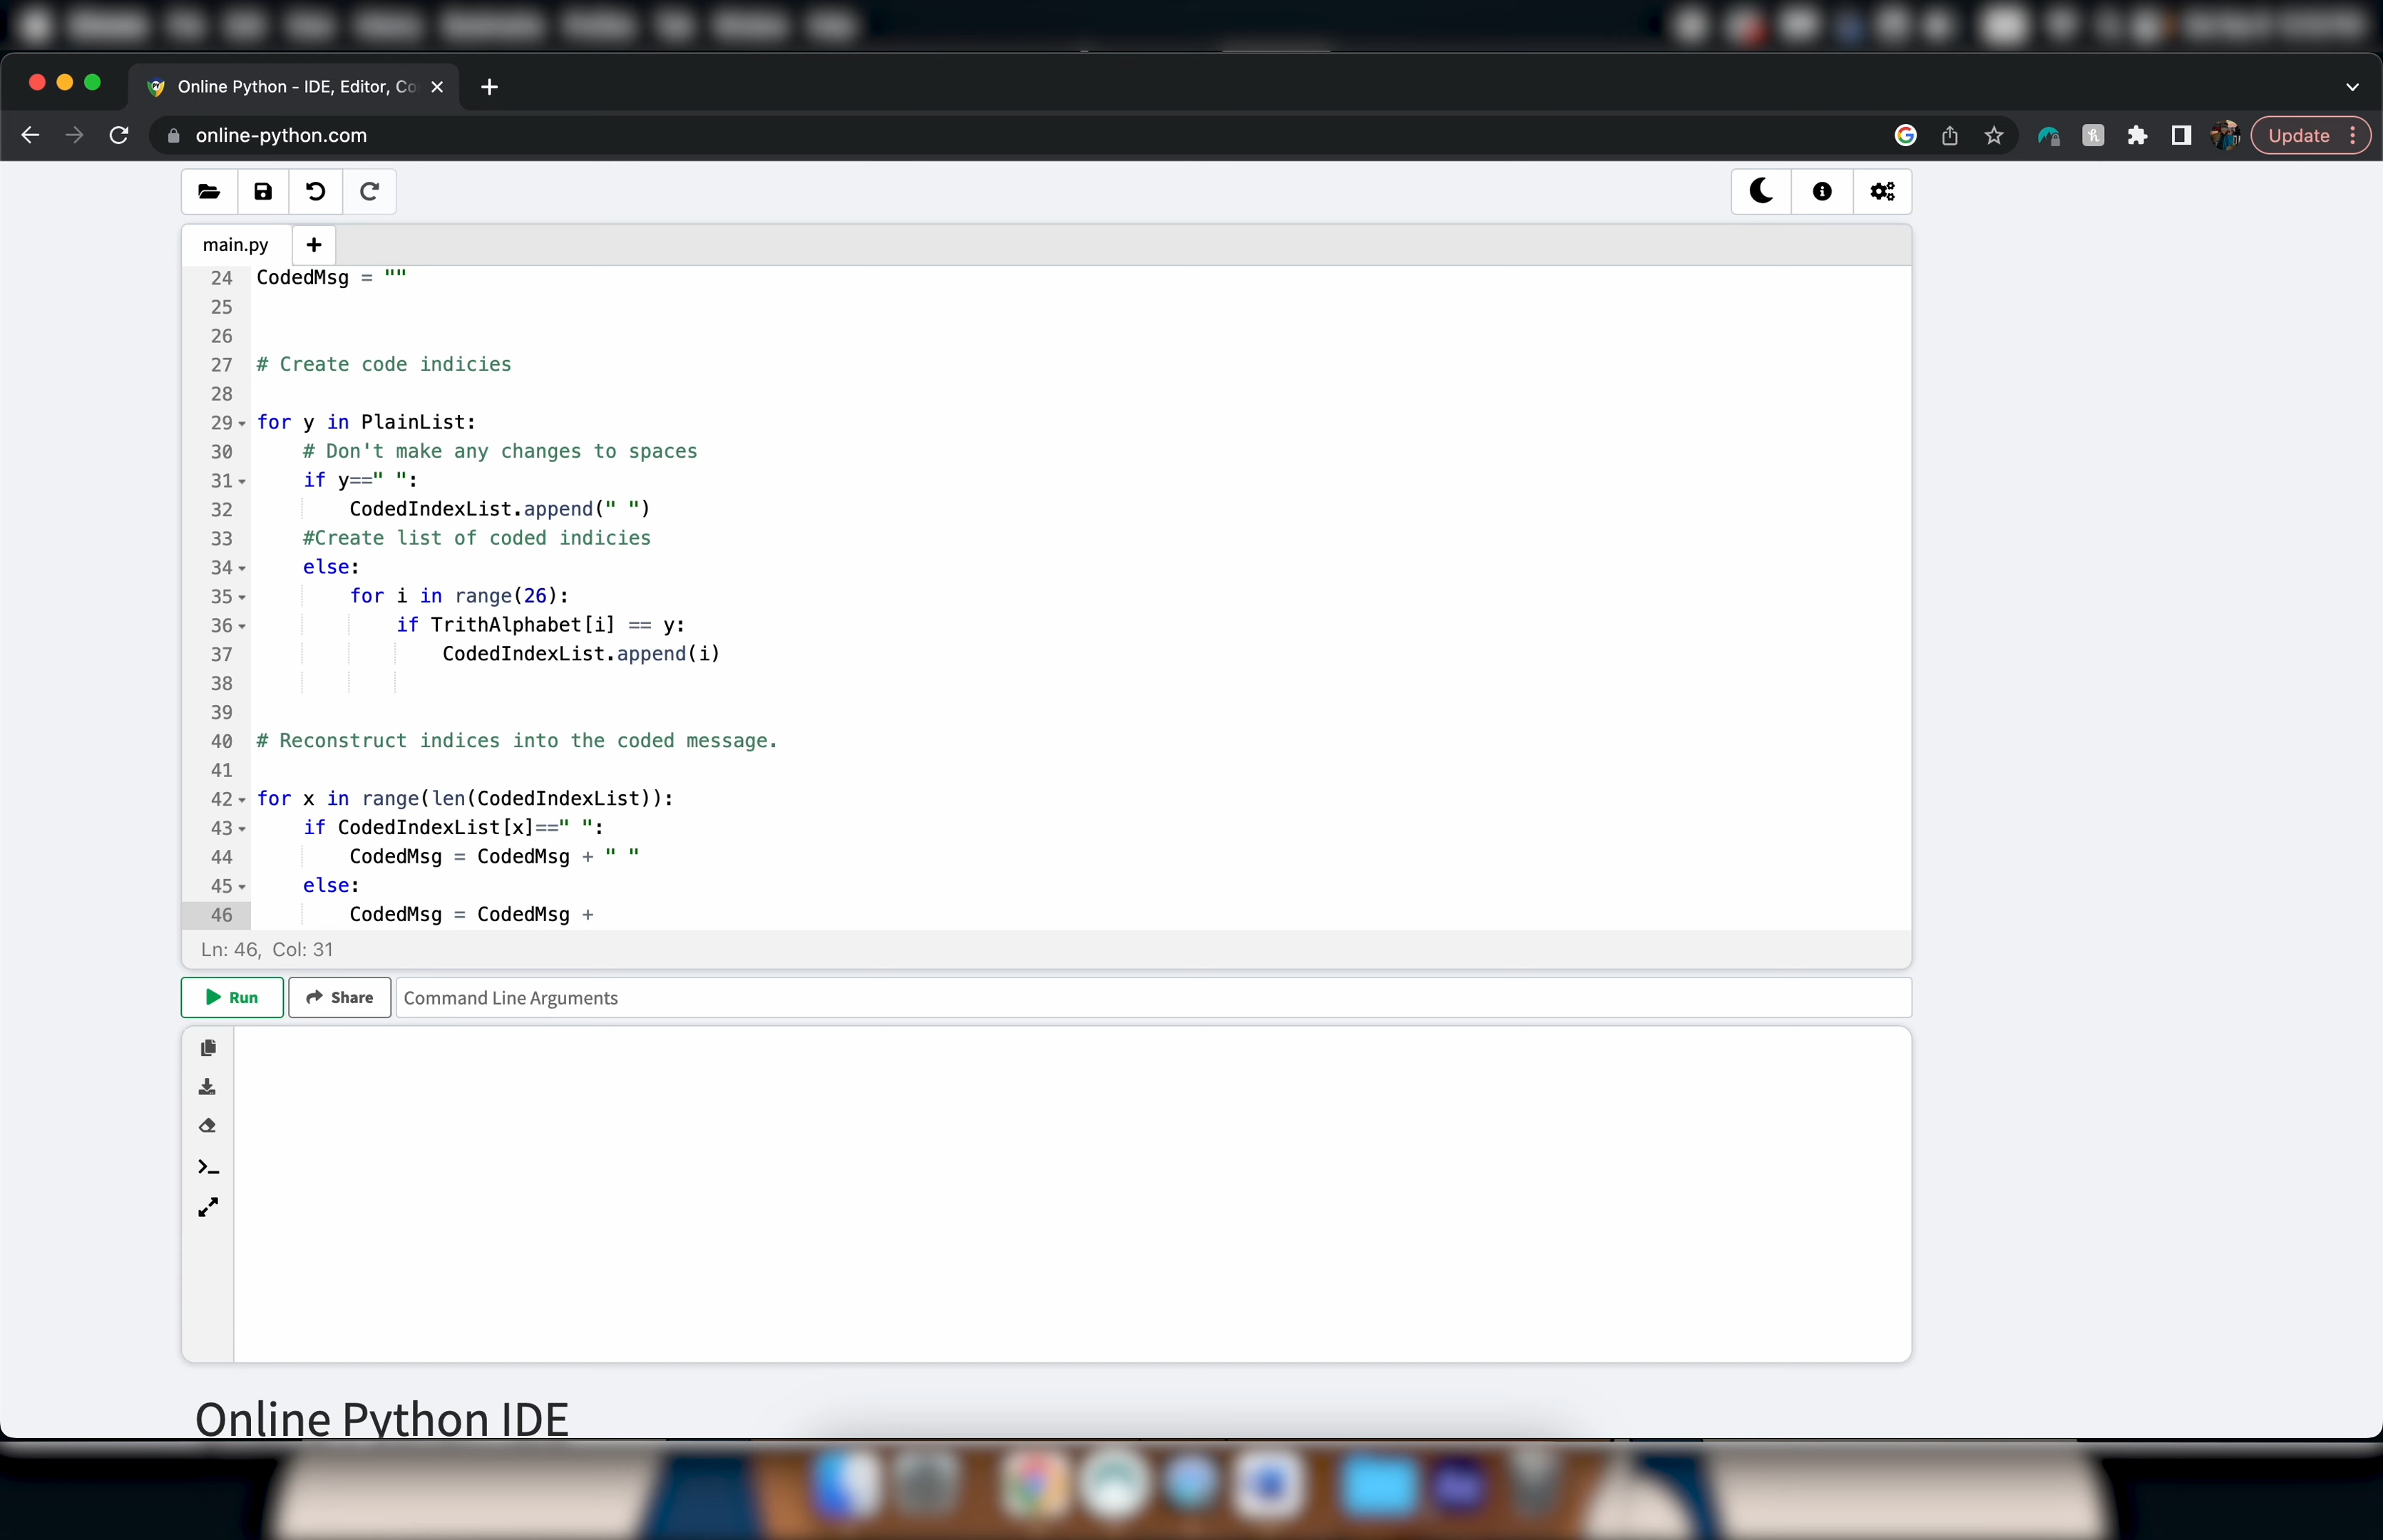 Online Python - IDE, Editor, Co
online-python.com
Update
main.py
24 CodedMsg = ""
25
26
27 # Create code indicies
28
29 for y in PlainList:
30     # Don't make any changes to spaces
31     if y==" ":
32         CodedIndexList.append(" ")
33     #Create list of coded indicies
34     else:
35         for i in range(26):
36             if TrithAlphabet[i] == y:
37                 CodedIndexList.append(i)
38
39
40 # Reconstruct indices into the coded message.
41
42 for x in range(len(CodedIndexList)):
43     if CodedIndexList[x]==" ":
44         CodedMsg = CodedMsg + " "
45     else:
46         CodedMsg = CodedMsg +
Ln: 46, Col: 31
Run Share Command Line Arguments
Online Python IDE